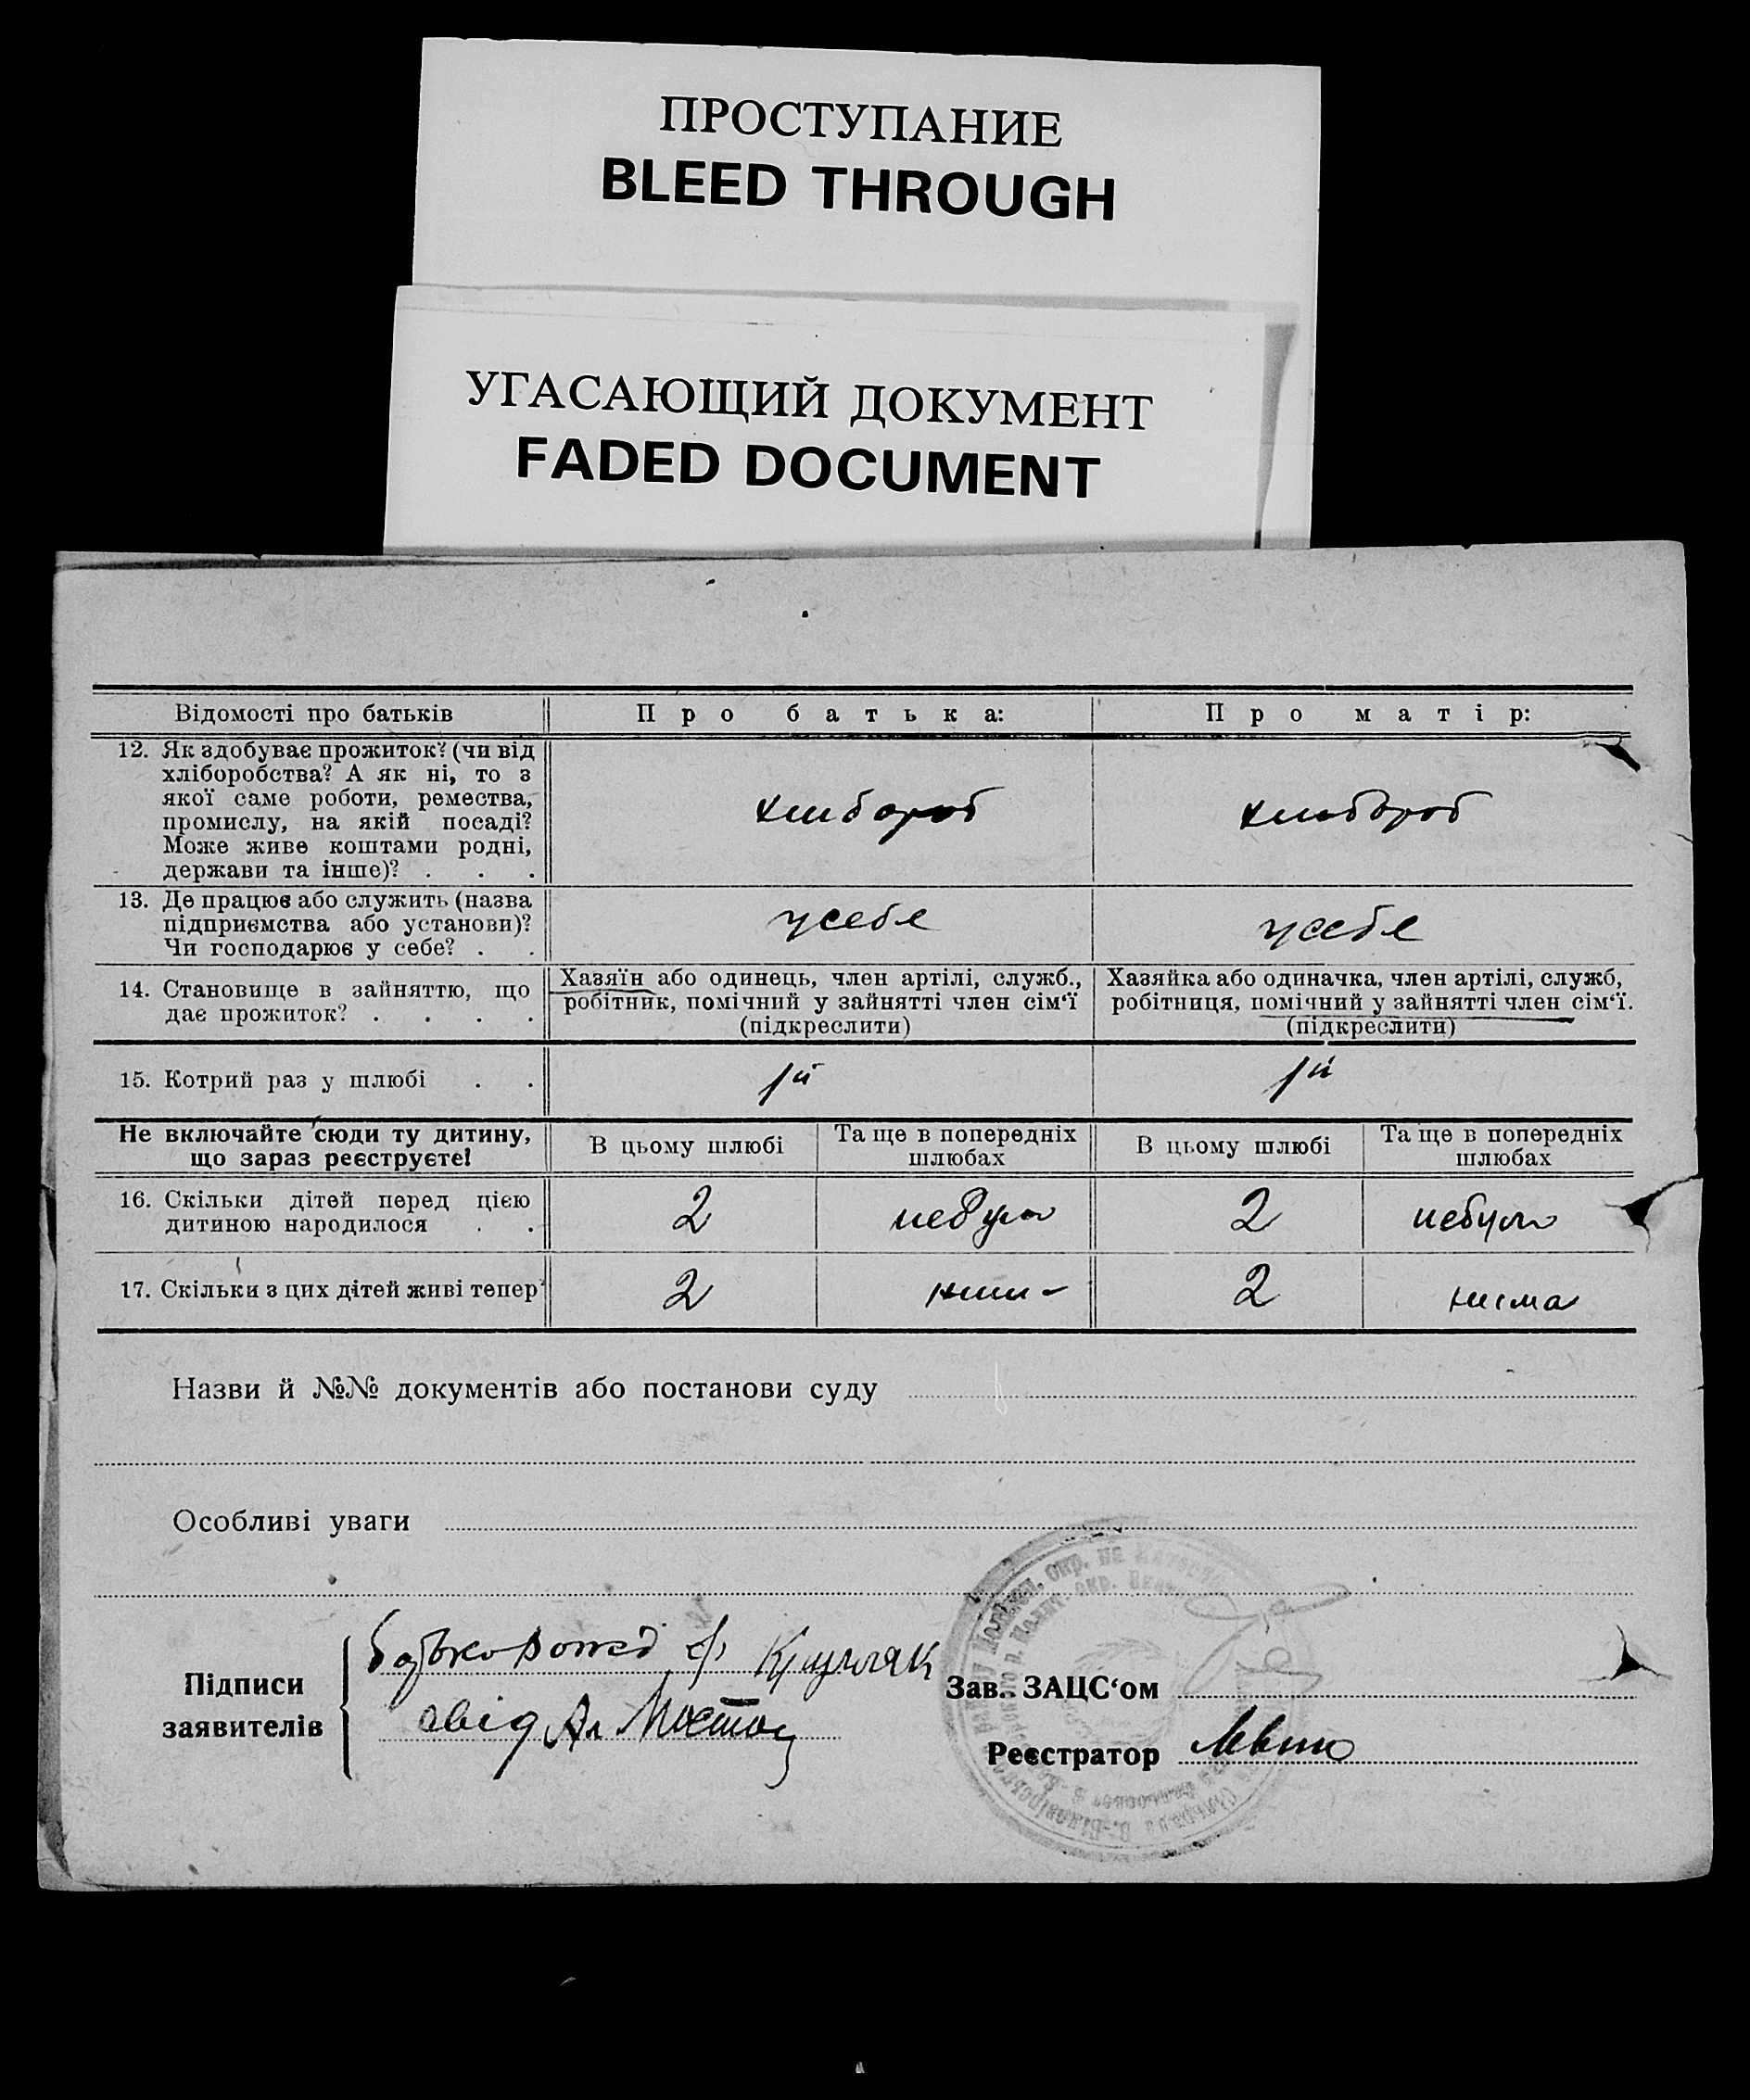 ПРОСТУПАНИЕ
BLEED THROUGH
УГАСАЮЩИЙ ДОКУМЕНТ
FADED DOCUMENT
Відомості про батьків
Про батька:
Про матір:
12. Як здобуває прожиток? (чи від
хліборобства? А як ні, то з
якої саме роботи, ремества,
промислу, на якій посаді?
Може живе коштами родні,
держави та інше)? . . .
хлибороб
хлибороб
13. Де працює або служить (назва
підприємства або установи)?
Чи господарює у себе? . .
усебе
усебе
14. Становище в зайняттю, що
дає прожиток? . . . .
Хазяїн або одинець, член артілі, служб.,
робітник, помічний у зайнятті член сім‘ї
(підкреслити)
Хазяйка або одиначка, член артілі, служб,
робітниця, помічний у зайнятті член сім‘ї.
(підкреслити)
15. Котрий раз у шлюбі . .
1й
1й
Не включайте сюди ту дитину,
що зараз реєструєте!
В цьому шлюбі
Та ще в попередніх
шлюбах
В цьому шлюбі
Та ще в попередніх
шлюбах
16. Скільки дітей перед цією
дитиною народилося . .
2
небуло
2
небуло
17. Скільки з цих дітей живі тепер
2
2
нима
Назви й №№ документів або постанови суду
Особливі уваги
Підписи
заявителів
Зав. ЗАЦС‘ом
Реєстратор